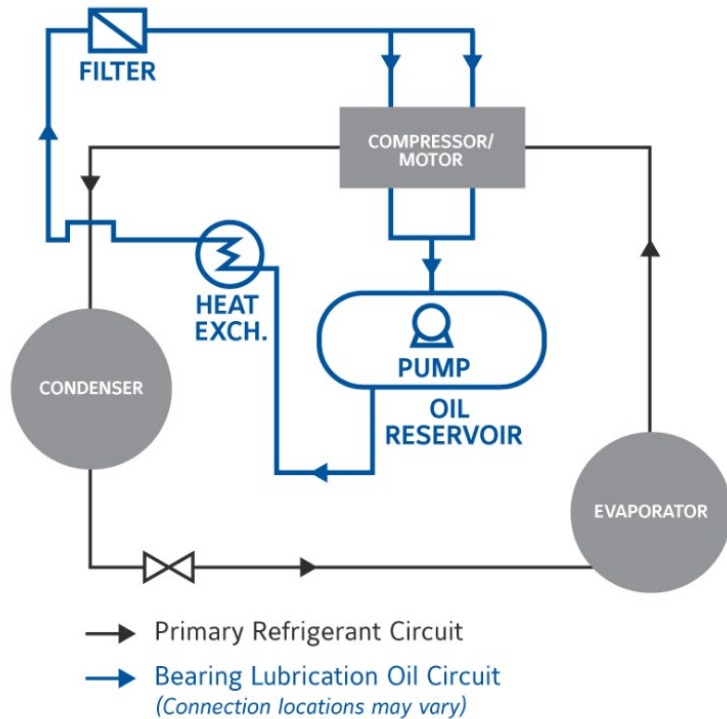 FILTER
COMPRESSOR/
MOTOR
HEAT
EXCH.
PUMP
OIL
RESERVOIR
CONDENSER
EVAPORATOR
Primary Refrigerant Circuit
Bearing Lubrication Oil Circuit
(Connection locations may vary)